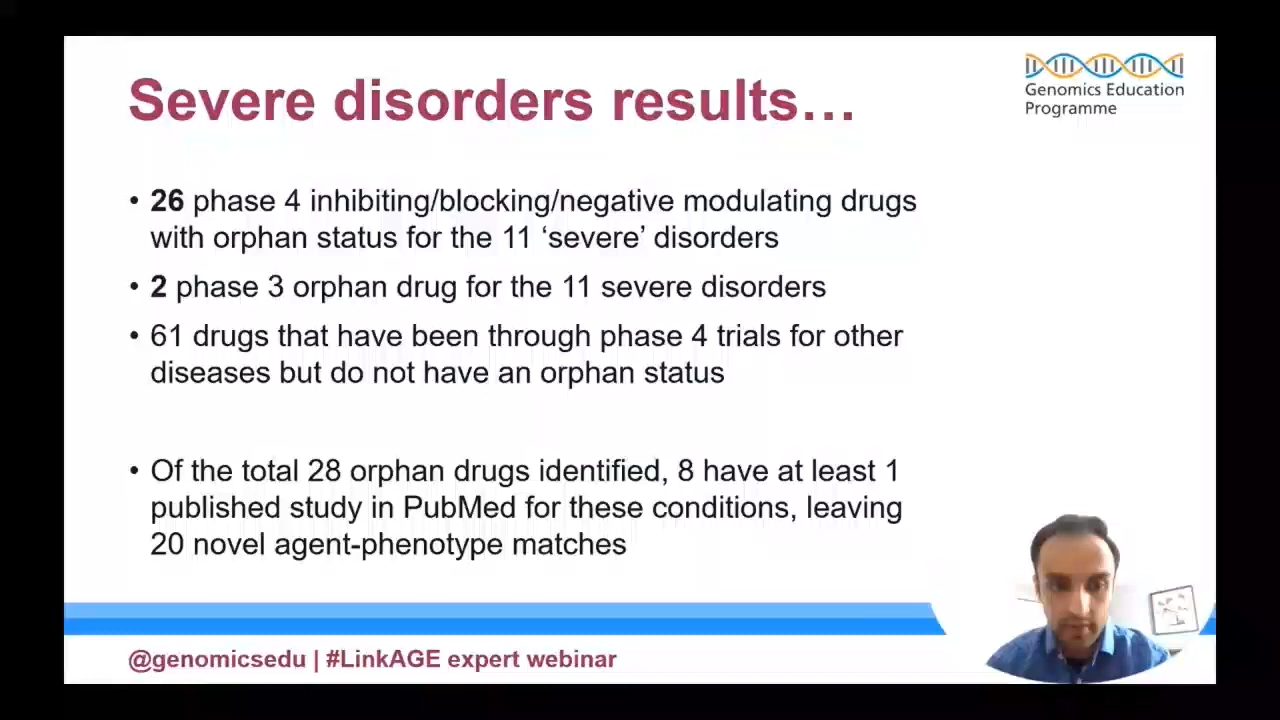 Severe disorders results…
Genomics Education
Programme
• 26 phase 4 inhibiting/blocking/negative modulating drugs
with orphan status for the 11 ‘severe’ disorders
• 2 phase 3 orphan drug for the 11 severe disorders
• 61 drugs that have been through phase 4 trials for other
diseases but do not have an orphan status
• Of the total 28 orphan drugs identified, 8 have at least 1
published study in PubMed for these conditions, leaving
20 novel agent-phenotype matches
@genomicsedu | #LinkAGE expert webinar